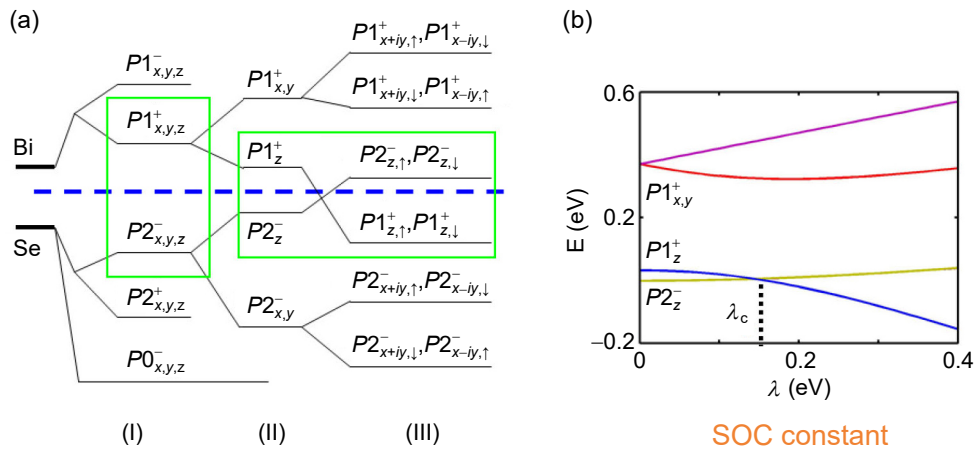 (a)
P1⁺x+iy,↑,P1⁺x−iy,↓
P1⁻x,y,z
P1⁺x,y
P1⁺x+iy,↓,P1⁺x−iy,↑
P1⁺x,y,z
Bi
P1⁺z
P2⁻z,↑,P2⁻z,↓
Se
P2⁻x,y,z
P2⁻z
P1⁺z,↑,P1⁺z,↓
P2⁺x,y,z
P2⁻x,y
P2⁻x+iy,↑,P2⁻x−iy,↓
P2⁻x+iy,↓,P2⁻x−iy,↑
P0⁻x,y,z
(I)
(II)
(III)
(b)
0.6
P1⁺x,y
0.2
E (eV)
P1⁺z
P2⁻z
λc
−0.2
0
0.2
0.4
λ (eV)
SOC constant